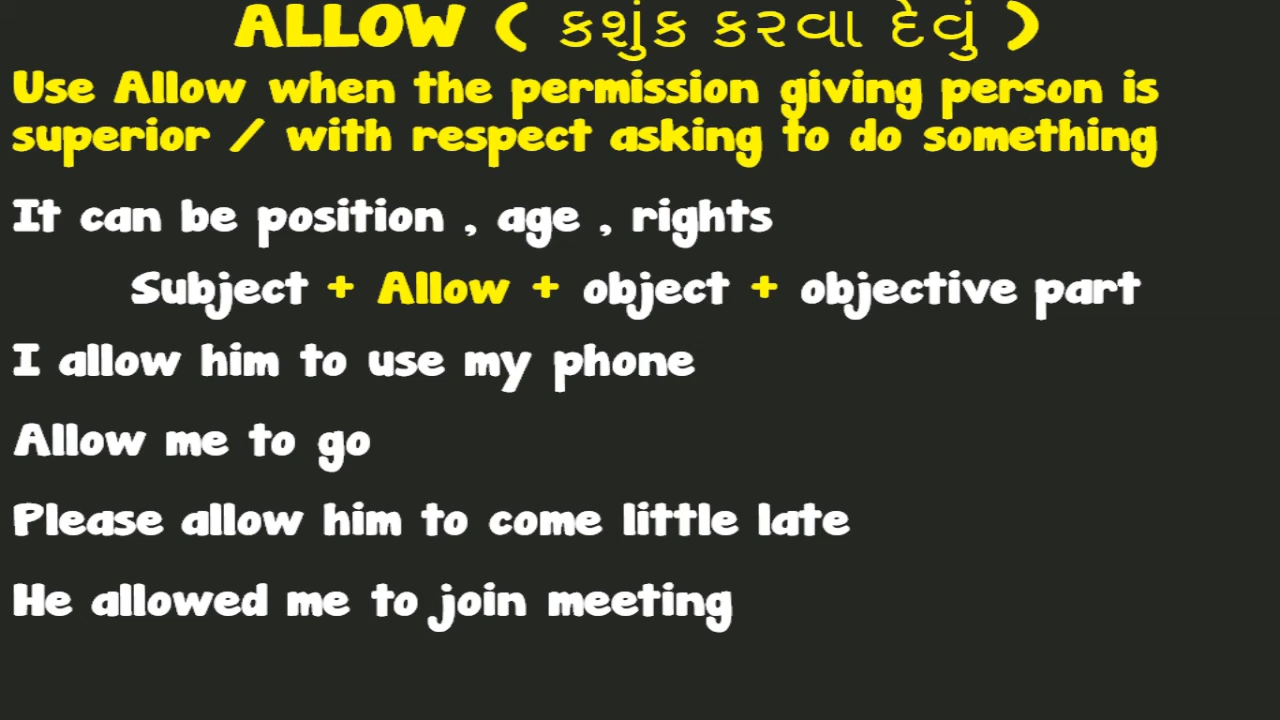 ALLOW ( કશુંક કરવા દેવું )
Use Allow when the permission giving person is
superior / with respect asking to do something
It can be position , age , rights
Subject + Allow + object + objective part
I allow him to use my phone
Allow me to go
Please allow him to come little late
He allowed me to join meeting